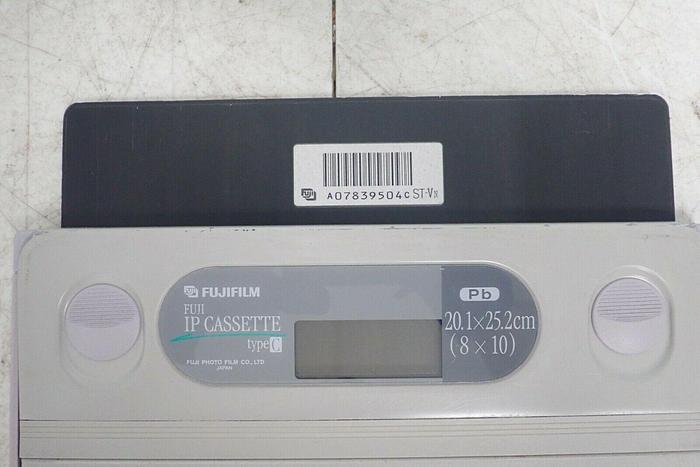 FUJI A07839504C ST-VN
FUJIFILM
FUJI
IP CASSETTE
type C
FUJI PHOTO FILM CO., LTD
JAPAN
Pb
20.1×25.2cm
(8×10)